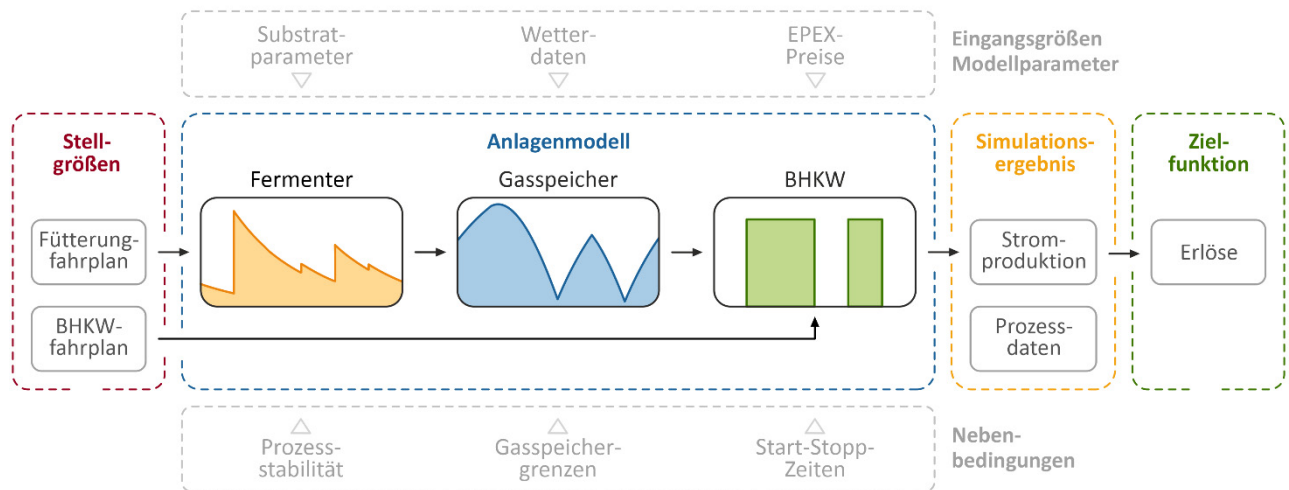 Substrat-
parameter
Wetter-
daten
EPEX-
Preise
Eingangsgrößen
Modellparameter
Stell-
größen
Fütterung-
fahrplan
BHKW-
fahrplan
Anlagenmodell
Fermenter
Gasspeicher
BHKW
Simulations-
ergebnis
Strom-
produktion
Prozess-
daten
Ziel-
funktion
Erlöse
Prozess-
stabilität
Gasspeicher-
grenzen
Start-Stopp-
Zeiten
Neben-
bedingungen